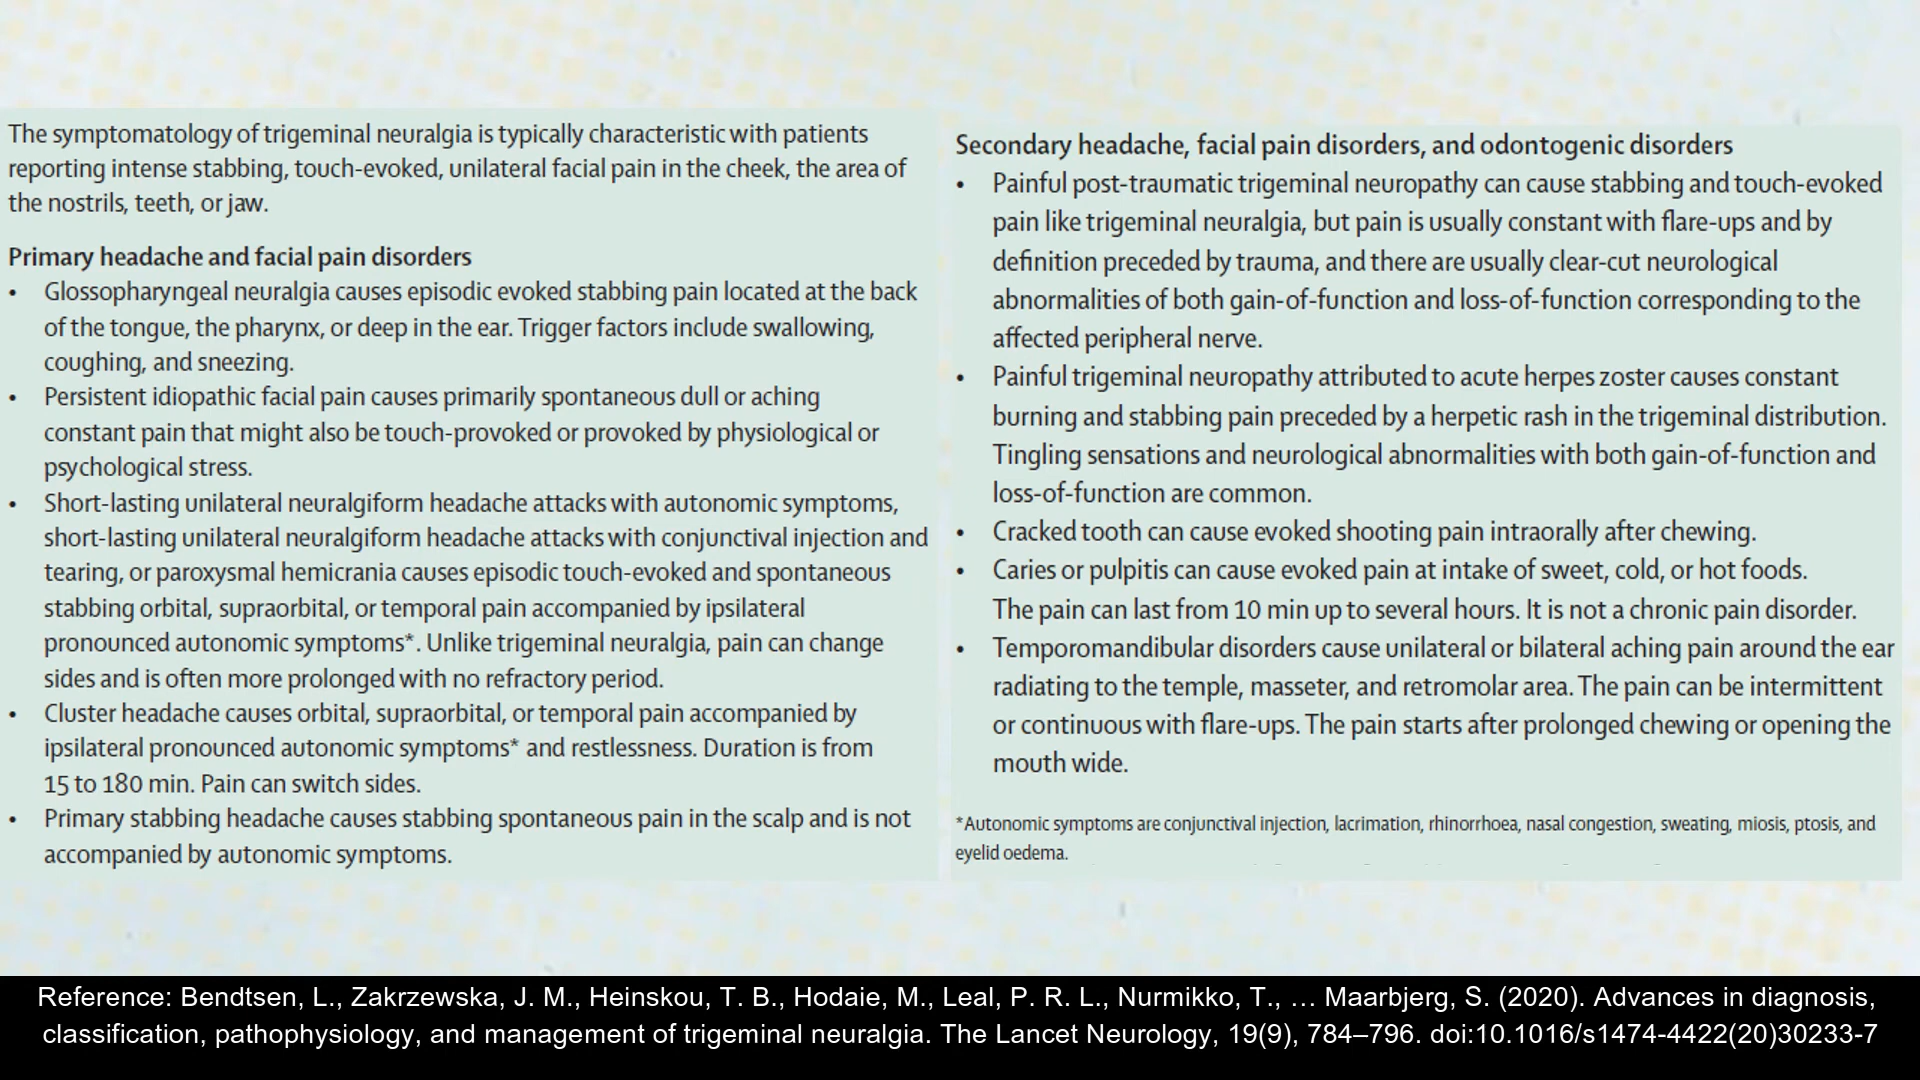 The symptomatology of trigeminal neuralgia is typically characteristic with patients
reporting intense stabbing, touch-evoked, unilateral facial pain in the cheek, the area of
the nostrils, teeth, or jaw.
Primary headache and facial pain disorders
• Glossopharyngeal neuralgia causes episodic evoked stabbing pain located at the back
of the tongue, the pharynx, or deep in the ear. Trigger factors include swallowing,
coughing, and sneezing.
• Persistent idiopathic facial pain causes primarily spontaneous dull or aching
constant pain that might also be touch-provoked or provoked by physiological or
psychological stress.
• Short-lasting unilateral neuralgiform headache attacks with autonomic symptoms,
short-lasting unilateral neuralgiform headache attacks with conjunctival injection and
tearing, or paroxysmal hemicrania causes episodic touch-evoked and spontaneous
stabbing orbital, supraorbital, or temporal pain accompanied by ipsilateral
pronounced autonomic symptoms*. Unlike trigeminal neuralgia, pain can change
sides and is often more prolonged with no refractory period.
• Cluster headache causes orbital, supraorbital, or temporal pain accompanied by
ipsilateral pronounced autonomic symptoms* and restlessness. Duration is from
15 to 180 min. Pain can switch sides.
• Primary stabbing headache causes stabbing spontaneous pain in the scalp and is not
accompanied by autonomic symptoms.
Secondary headache, facial pain disorders, and odontogenic disorders
• Painful post-traumatic trigeminal neuropathy can cause stabbing and touch-evoked
pain like trigeminal neuralgia, but pain is usually constant with flare-ups and by
definition preceded by trauma, and there are usually clear-cut neurological
abnormalities of both gain-of-function and loss-of-function corresponding to the
affected peripheral nerve.
• Painful trigeminal neuropathy attributed to acute herpes zoster causes constant
burning and stabbing pain preceded by a herpetic rash in the trigeminal distribution.
Tingling sensations and neurological abnormalities with both gain-of-function and
loss-of-function are common.
• Cracked tooth can cause evoked shooting pain intraorally after chewing.
• Caries or pulpitis can cause evoked pain at intake of sweet, cold, or hot foods.
The pain can last from 10 min up to several hours. It is not a chronic pain disorder.
• Temporomandibular disorders cause unilateral or bilateral aching pain around the ear
radiating to the temple, masseter, and retromolar area. The pain can be intermittent
or continuous with flare-ups. The pain starts after prolonged chewing or opening the
mouth wide.
*Autonomic symptoms are conjunctival injection, lacrimation, rhinorrhoea, nasal congestion, sweating, miosis, ptosis, and
eyelid oedema.
Reference: Bendtsen, L., Zakrzewska, J. M., Heinskou, T. B., Hodaie, M., Leal, P. R. L., Nurmikko, T., … Maarbjerg, S. (2020). Advances in diagnosis,
classification, pathophysiology, and management of trigeminal neuralgia. The Lancet Neurology, 19(9), 784–796. doi:10.1016/s1474-4422(20)30233-7